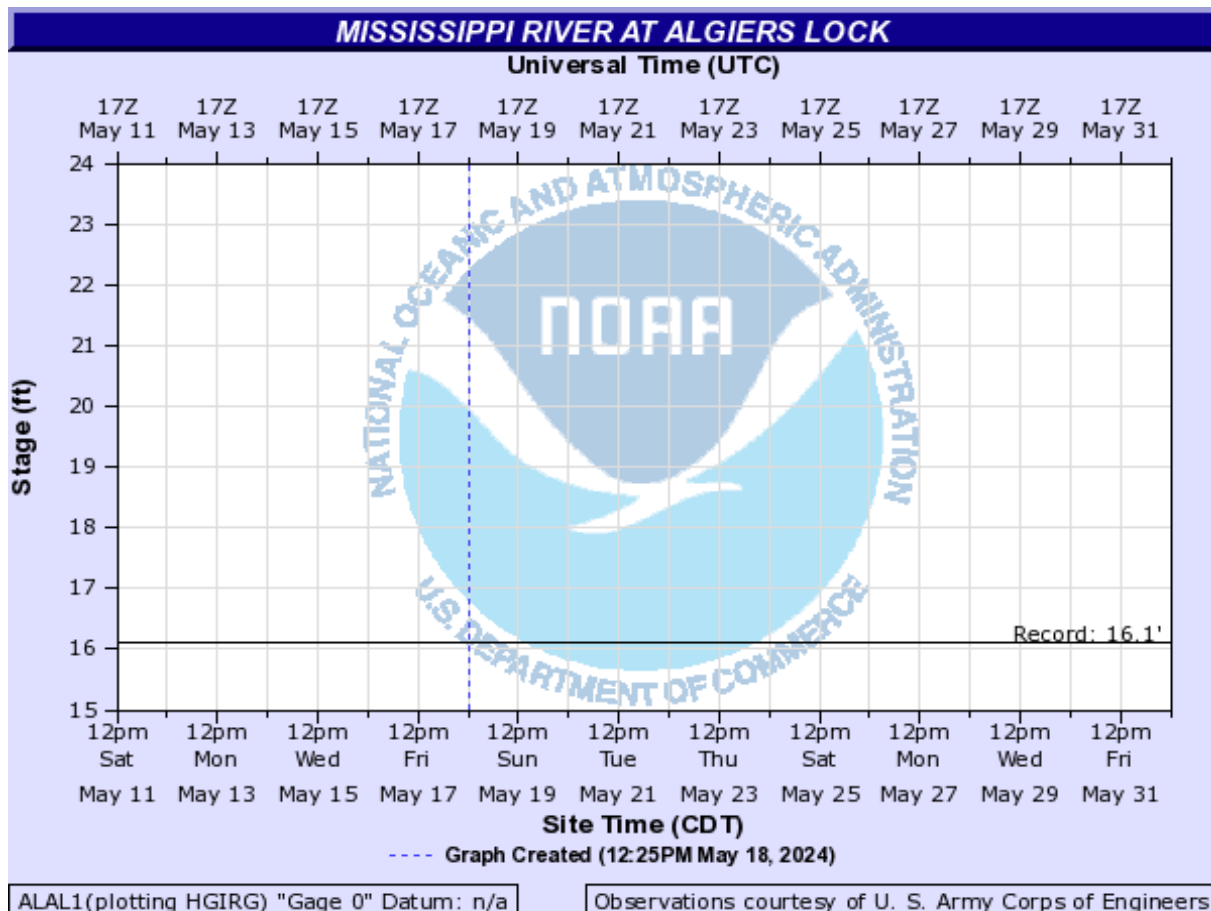 MISSISSIPPI RIVER AT ALGIERS LOCK
Universal Time (UTC)
17Z 17Z 17Z 17Z 17Z 17Z 17Z 17Z 17Z 17Z 17Z
May 11 May 13 May 15 May 17 May 19 May 21 May 23 May 25 May 27 May 29 May 31
24
23
22
21
20
19
18
17
16
15
Stage (ft)
NATIONAL OCEANIC AND ATMOSPHERIC ADMINISTRATION
NOAA
U.S. DEPARTMENT OF COMMERCE
Record: 16.1'
12pm 12pm 12pm 12pm 12pm 12pm 12pm 12pm 12pm 12pm 12pm
Sat Mon Wed Fri Sun Tue Thu Sat Mon Wed Fri
May 11 May 13 May 15 May 17 May 19 May 21 May 23 May 25 May 27 May 29 May 31
Site Time (CDT)
---- Graph Created (12:25PM May 18, 2024)
ALAL1(plotting HGIRG) "Gage 0" Datum: n/a
Observations courtesy of U. S. Army Corps of Engineers